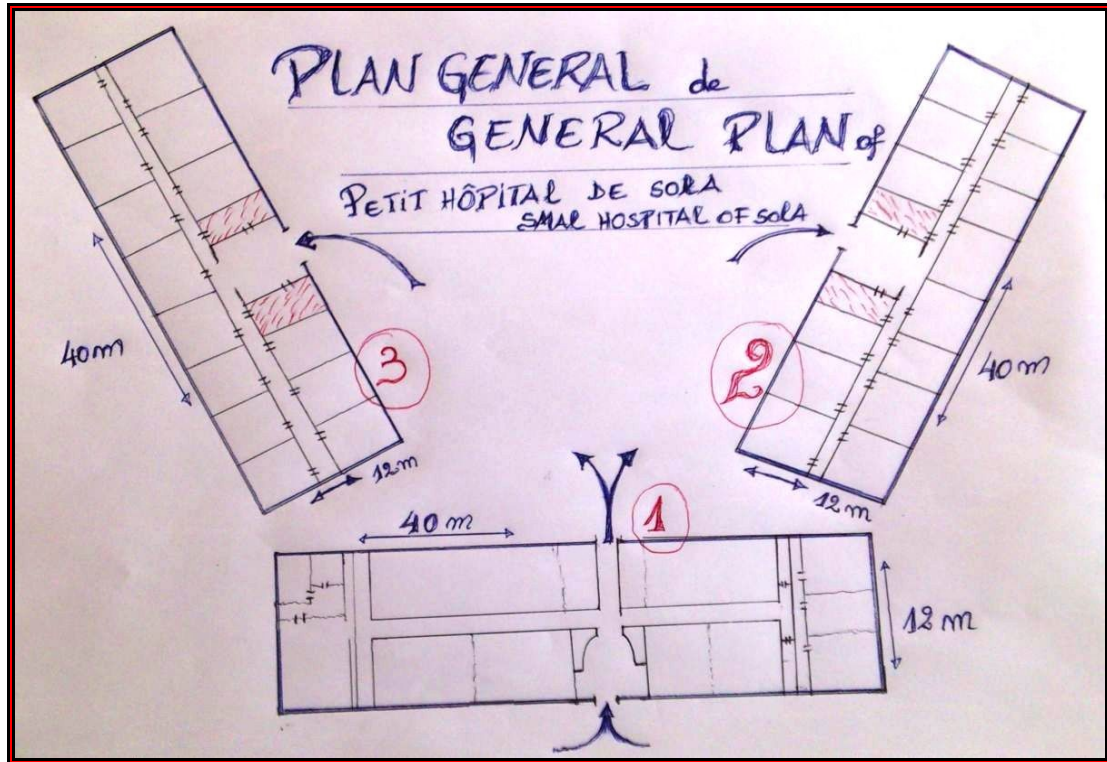 PLAN GENERAL de
GENERAL PLAN of
PETIT HÔPITAL DE SORA
SMAL HOSPITAL OF SORA
40m
3
12m
2
40m
12m
1
40m
12m